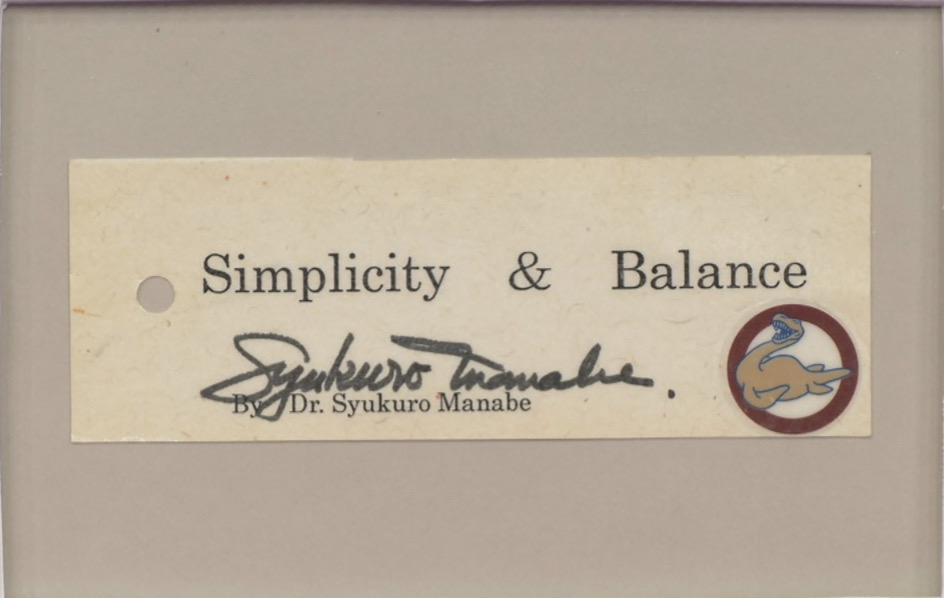 Simplicity & Balance
Syukuro Manabe.
By Dr. Syukuro Manabe